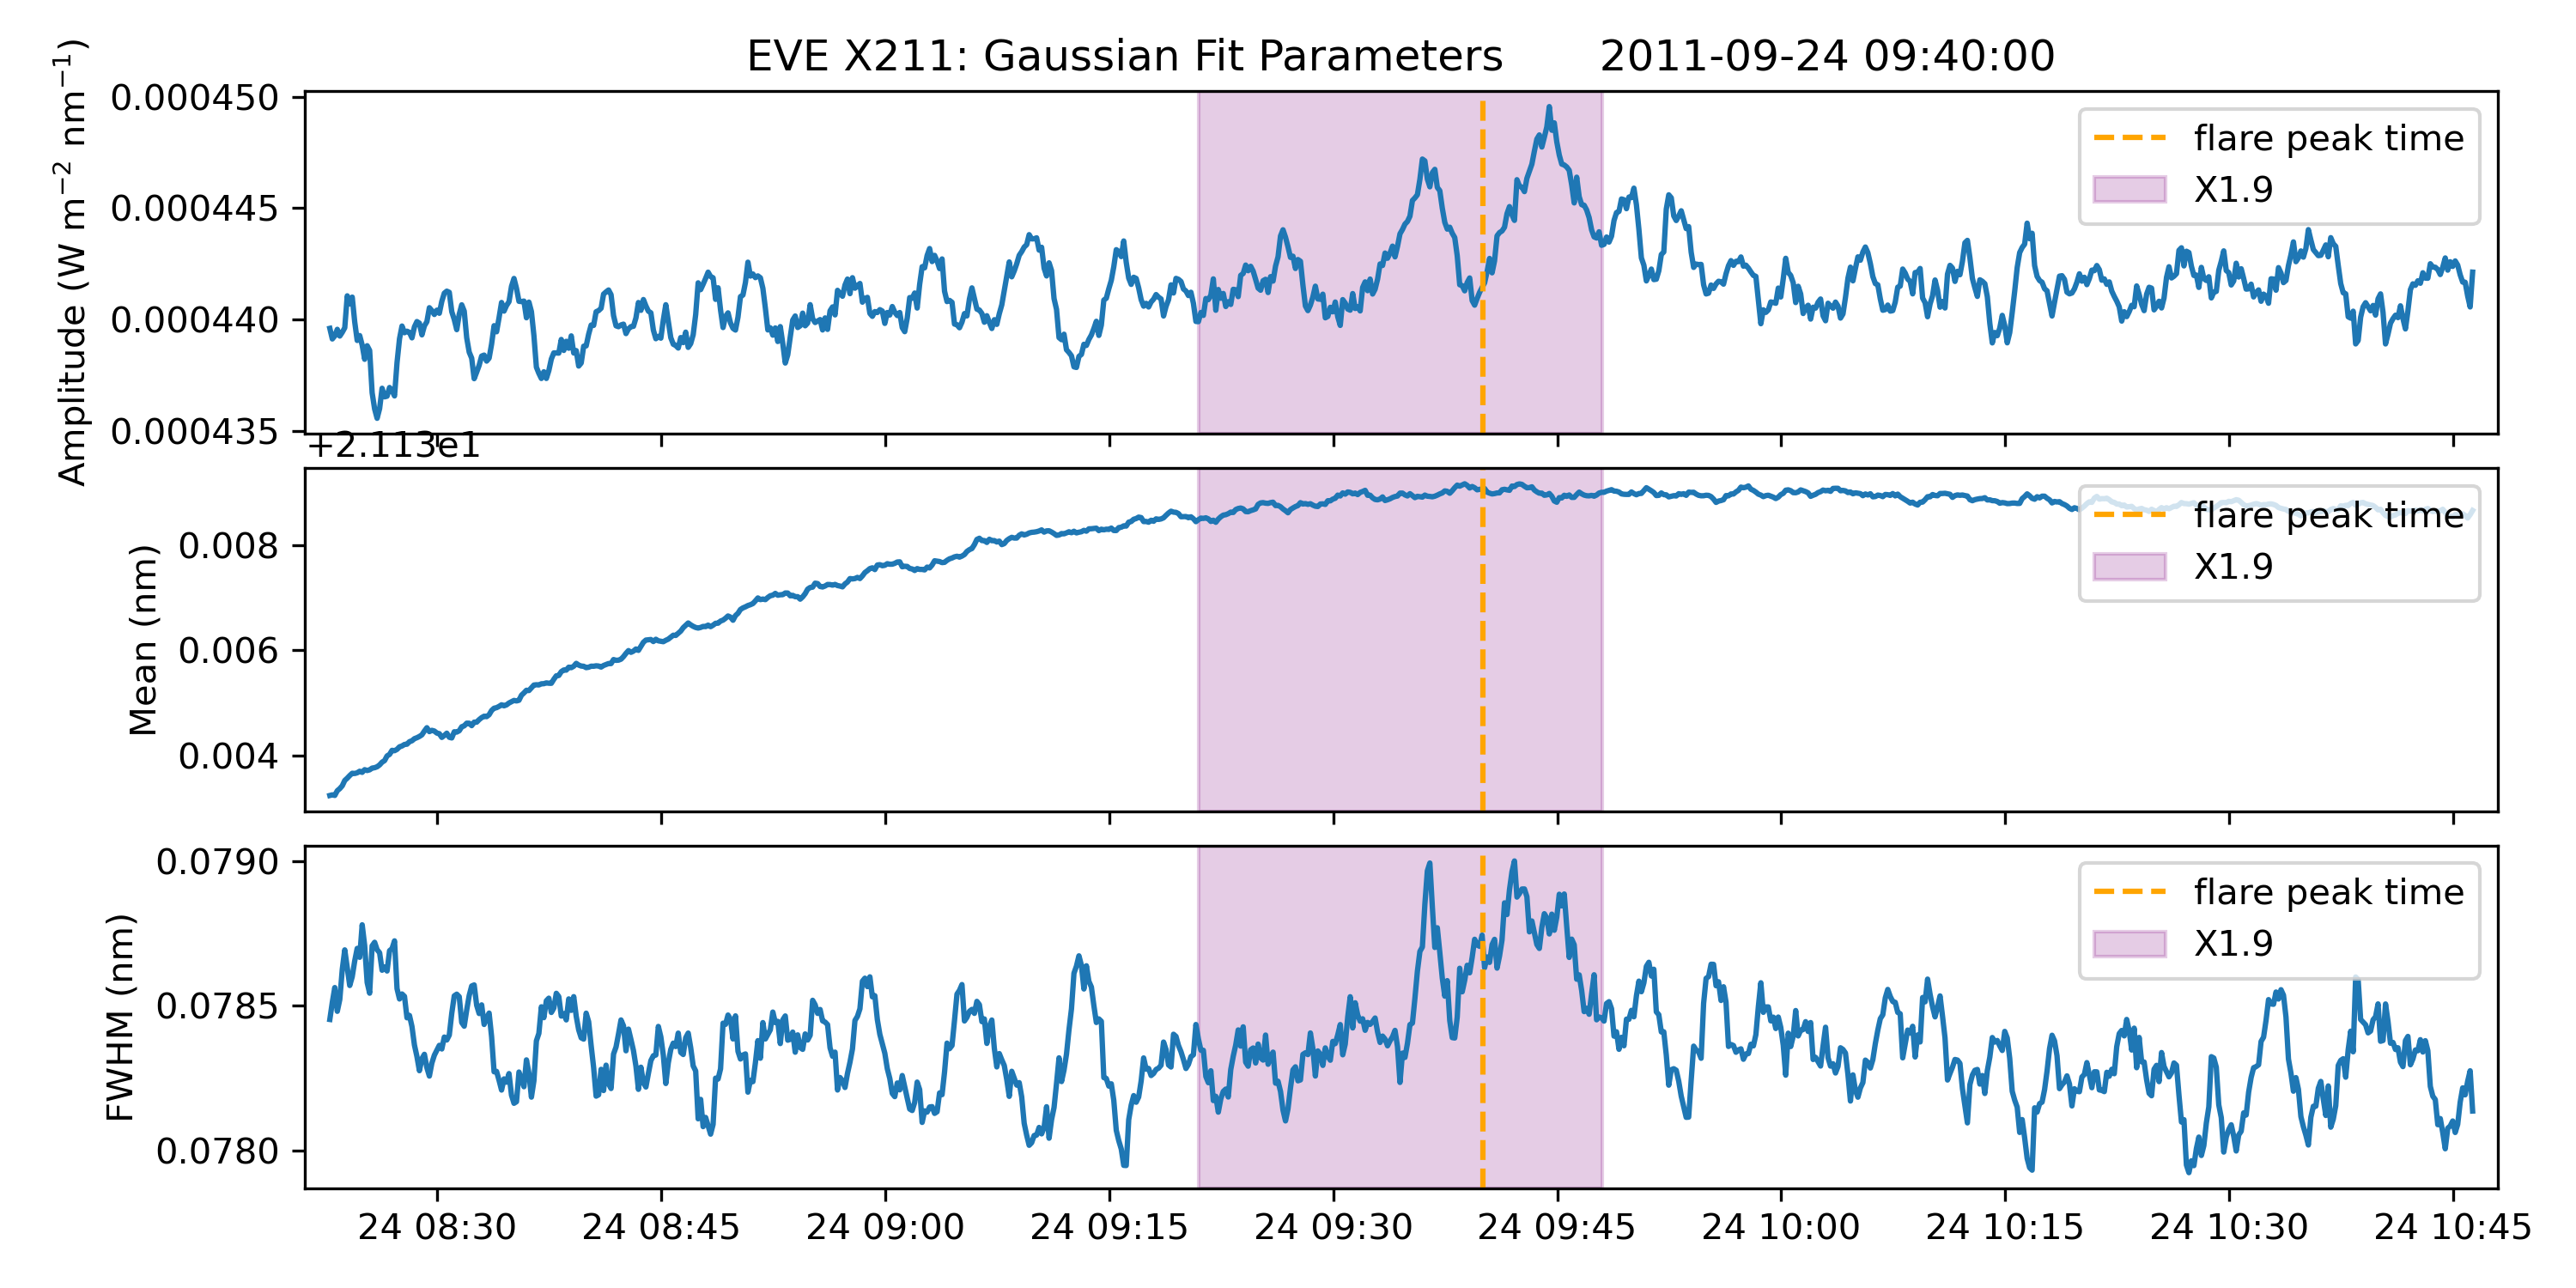 EVE X211: Gaussian Fit Parameters 2011-09-24 09:40:00
Amplitude (W m⁻² nm⁻¹)
0.000450
0.000445
0.000440
0.000435
flare peak time
X1.9
+2.113e1
Mean (nm)
0.008
0.006
0.004
flare peak time
X1.9
FWHM (nm)
0.0790
0.0785
0.0780
flare peak time
X1.9
24 08:30 24 08:45 24 09:00 24 09:15 24 09:30 24 09:45 24 10:00 24 10:15 24 10:30 24 10:45